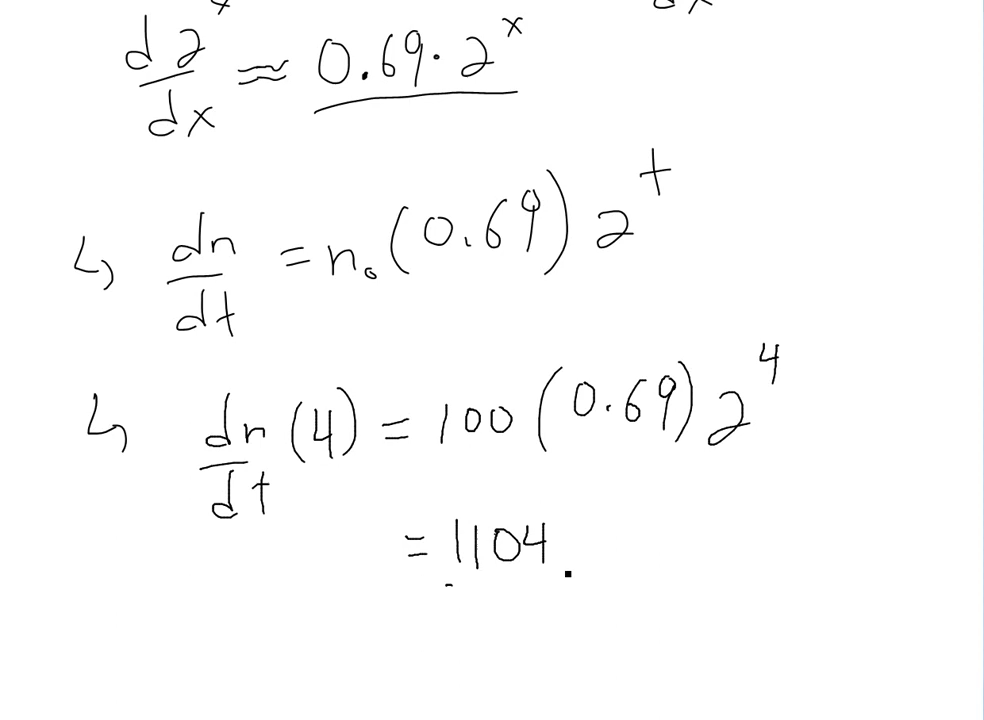 d2^x/dx ≈ 0.69·2^x
↳ dn/dt = n₀(0.69)2^t
↳ dn/dt (4) = 100(0.69)2^4
= 1104.